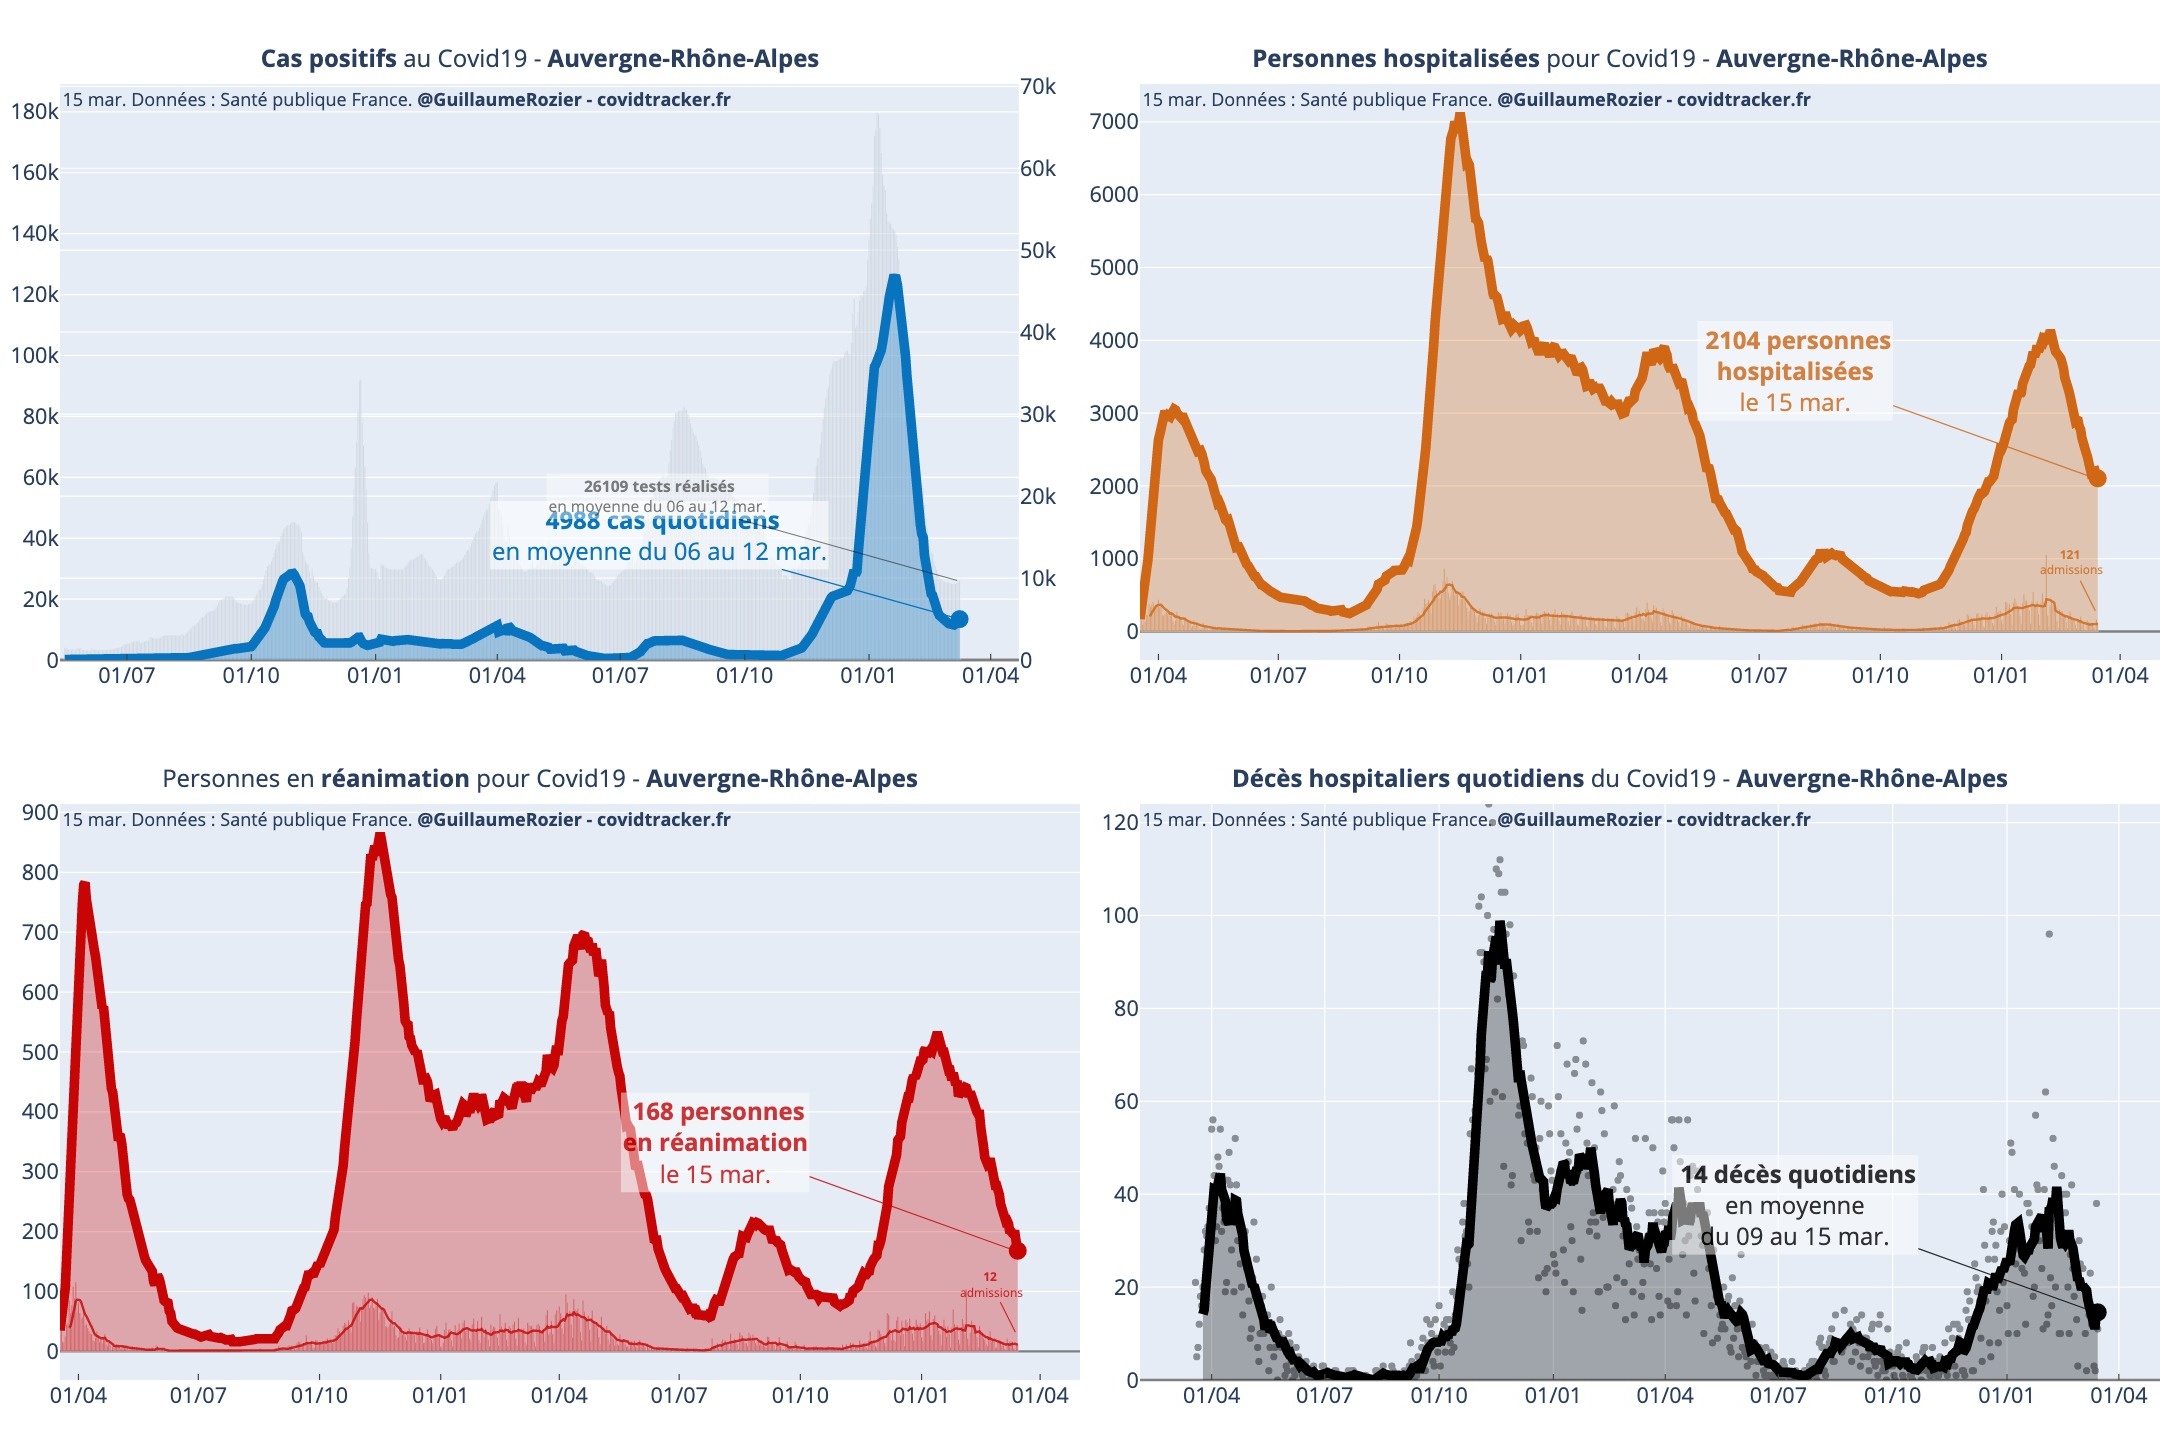 Cas positifs au Covid19 - Auvergne-Rhône-Alpes
15 mar. Données : Santé publique France. @GuillaumeRozier - covidtracker.fr
70k
180k
160k
60k
140k
50k
120k
40k
100k
80k
30k
60k
20k
40k
10k
20k
0
0
26109 tests réalisés
en moyenne du 06 au 12 mar.
4988 cas quotidiens
en moyenne du 06 au 12 mar.
01/07 01/10 01/01 01/04 01/07 01/10 01/01 01/04
Personnes hospitalisées pour Covid19 - Auvergne-Rhône-Alpes
15 mar. Données : Santé publique France. @GuillaumeRozier - covidtracker.fr
7000
6000
5000
4000
3000
2000
1000
0
2104 personnes
hospitalisées
le 15 mar.
121
admissions
01/04 01/07 01/10 01/01 01/04 01/07 01/10 01/01 01/04
Personnes en réanimation pour Covid19 - Auvergne-Rhône-Alpes
15 mar. Données : Santé publique France. @GuillaumeRozier - covidtracker.fr
900
800
700
600
500
400
300
200
100
0
168 personnes
en réanimation
le 15 mar.
12
admissions
01/04 01/07 01/10 01/01 01/04 01/07 01/10 01/01 01/04
Décès hospitaliers quotidiens du Covid19 - Auvergne-Rhône-Alpes
15 mar. Données : Santé publique France. @GuillaumeRozier - covidtracker.fr
120
100
80
60
40
20
0
14 décès quotidiens
en moyenne
du 09 au 15 mar.
01/04 01/07 01/10 01/01 01/04 01/07 01/10 01/01 01/04